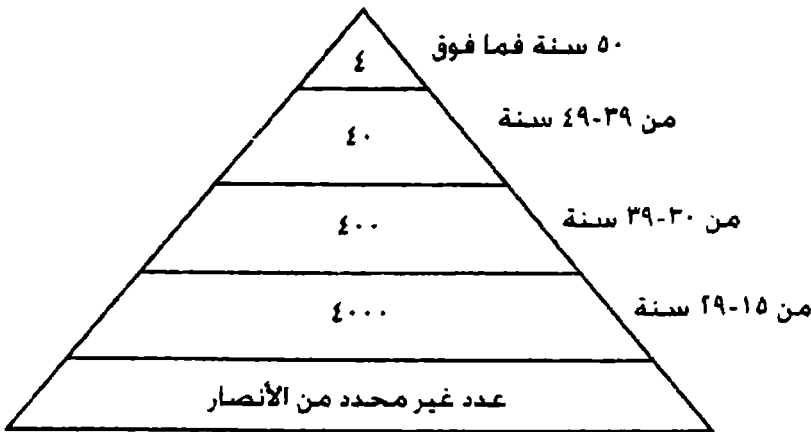 ٥٠ سنة فما فوق
٤
من ٣٩-٤٩ سنة
٤٠
من ٣٠-٣٩ سنة
٤٠٠
من ١٥-٢٩ سنة
٤٠٠٠
عدد غير محدد من الأنصار